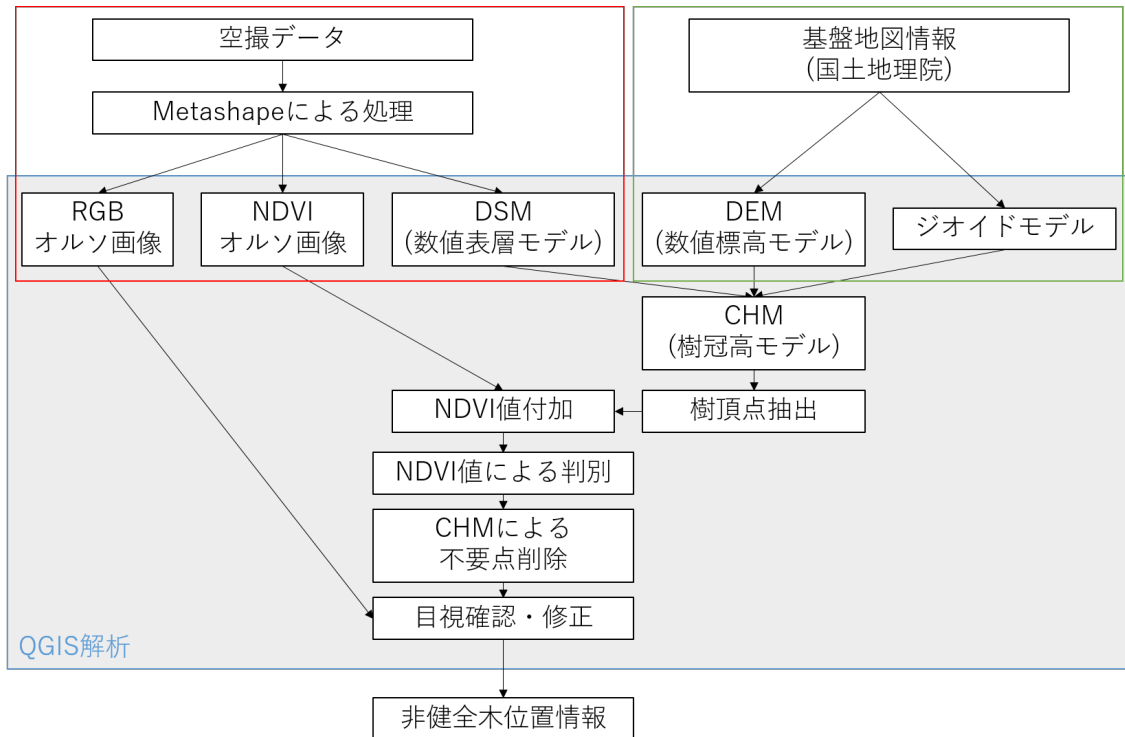 空撮データ
Metashapeによる処理
基盤地図情報
(国土地理院)
RGB
オルソ画像
NDVI
オルソ画像
DSM
(数値表層モデル)
DEM
(数値標高モデル)
ジオイドモデル
CHM
(樹冠高モデル)
NDVI値付加
樹頂点抽出
NDVI値による判別
CHMによる
不要点削除
目視確認・修正
QGIS解析
非健全木位置情報